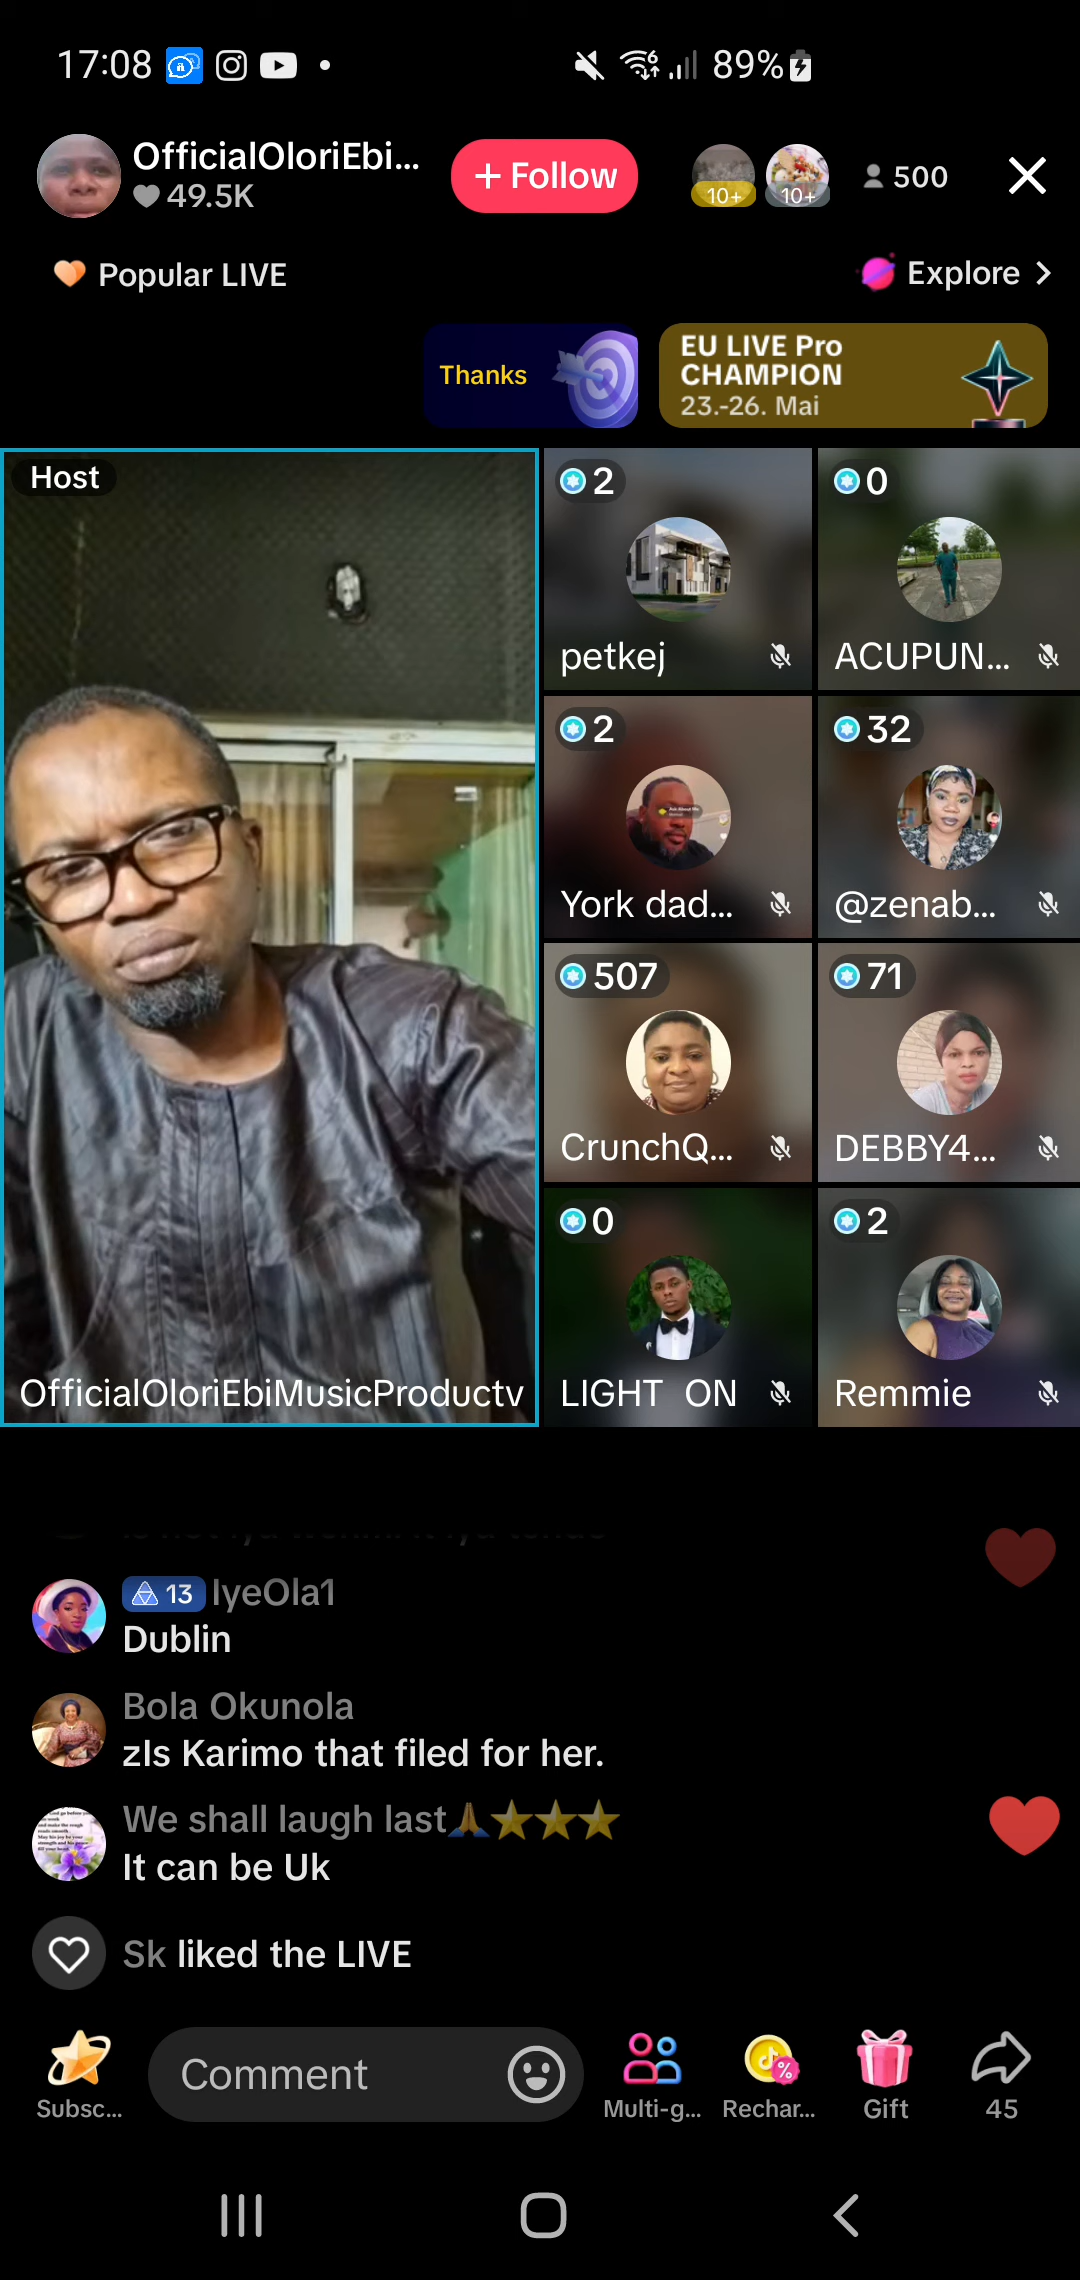 17:08
89%
OfficialOloriEbi...
49.5K
+ Follow
10+
10+
500
Popular LIVE
Explore
Thanks
EU LIVE Pro
CHAMPION
23.-26. Mai
Host
OfficialOloriEbiMusicProductv
2
petkej
0
ACUPUN...
2
York dad...
32
@zenab...
507
CrunchQ...
71
DEBBY4...
0
LIGHT ON
2
Remmie
13 IyeOla1
Dublin
Bola Okunola
zIs Karimo that filed for her.
We shall laugh last🙏⭐⭐⭐
It can be Uk
Sk liked the LIVE
Subsc...
Comment
Multi-g...
Rechar...
Gift
45